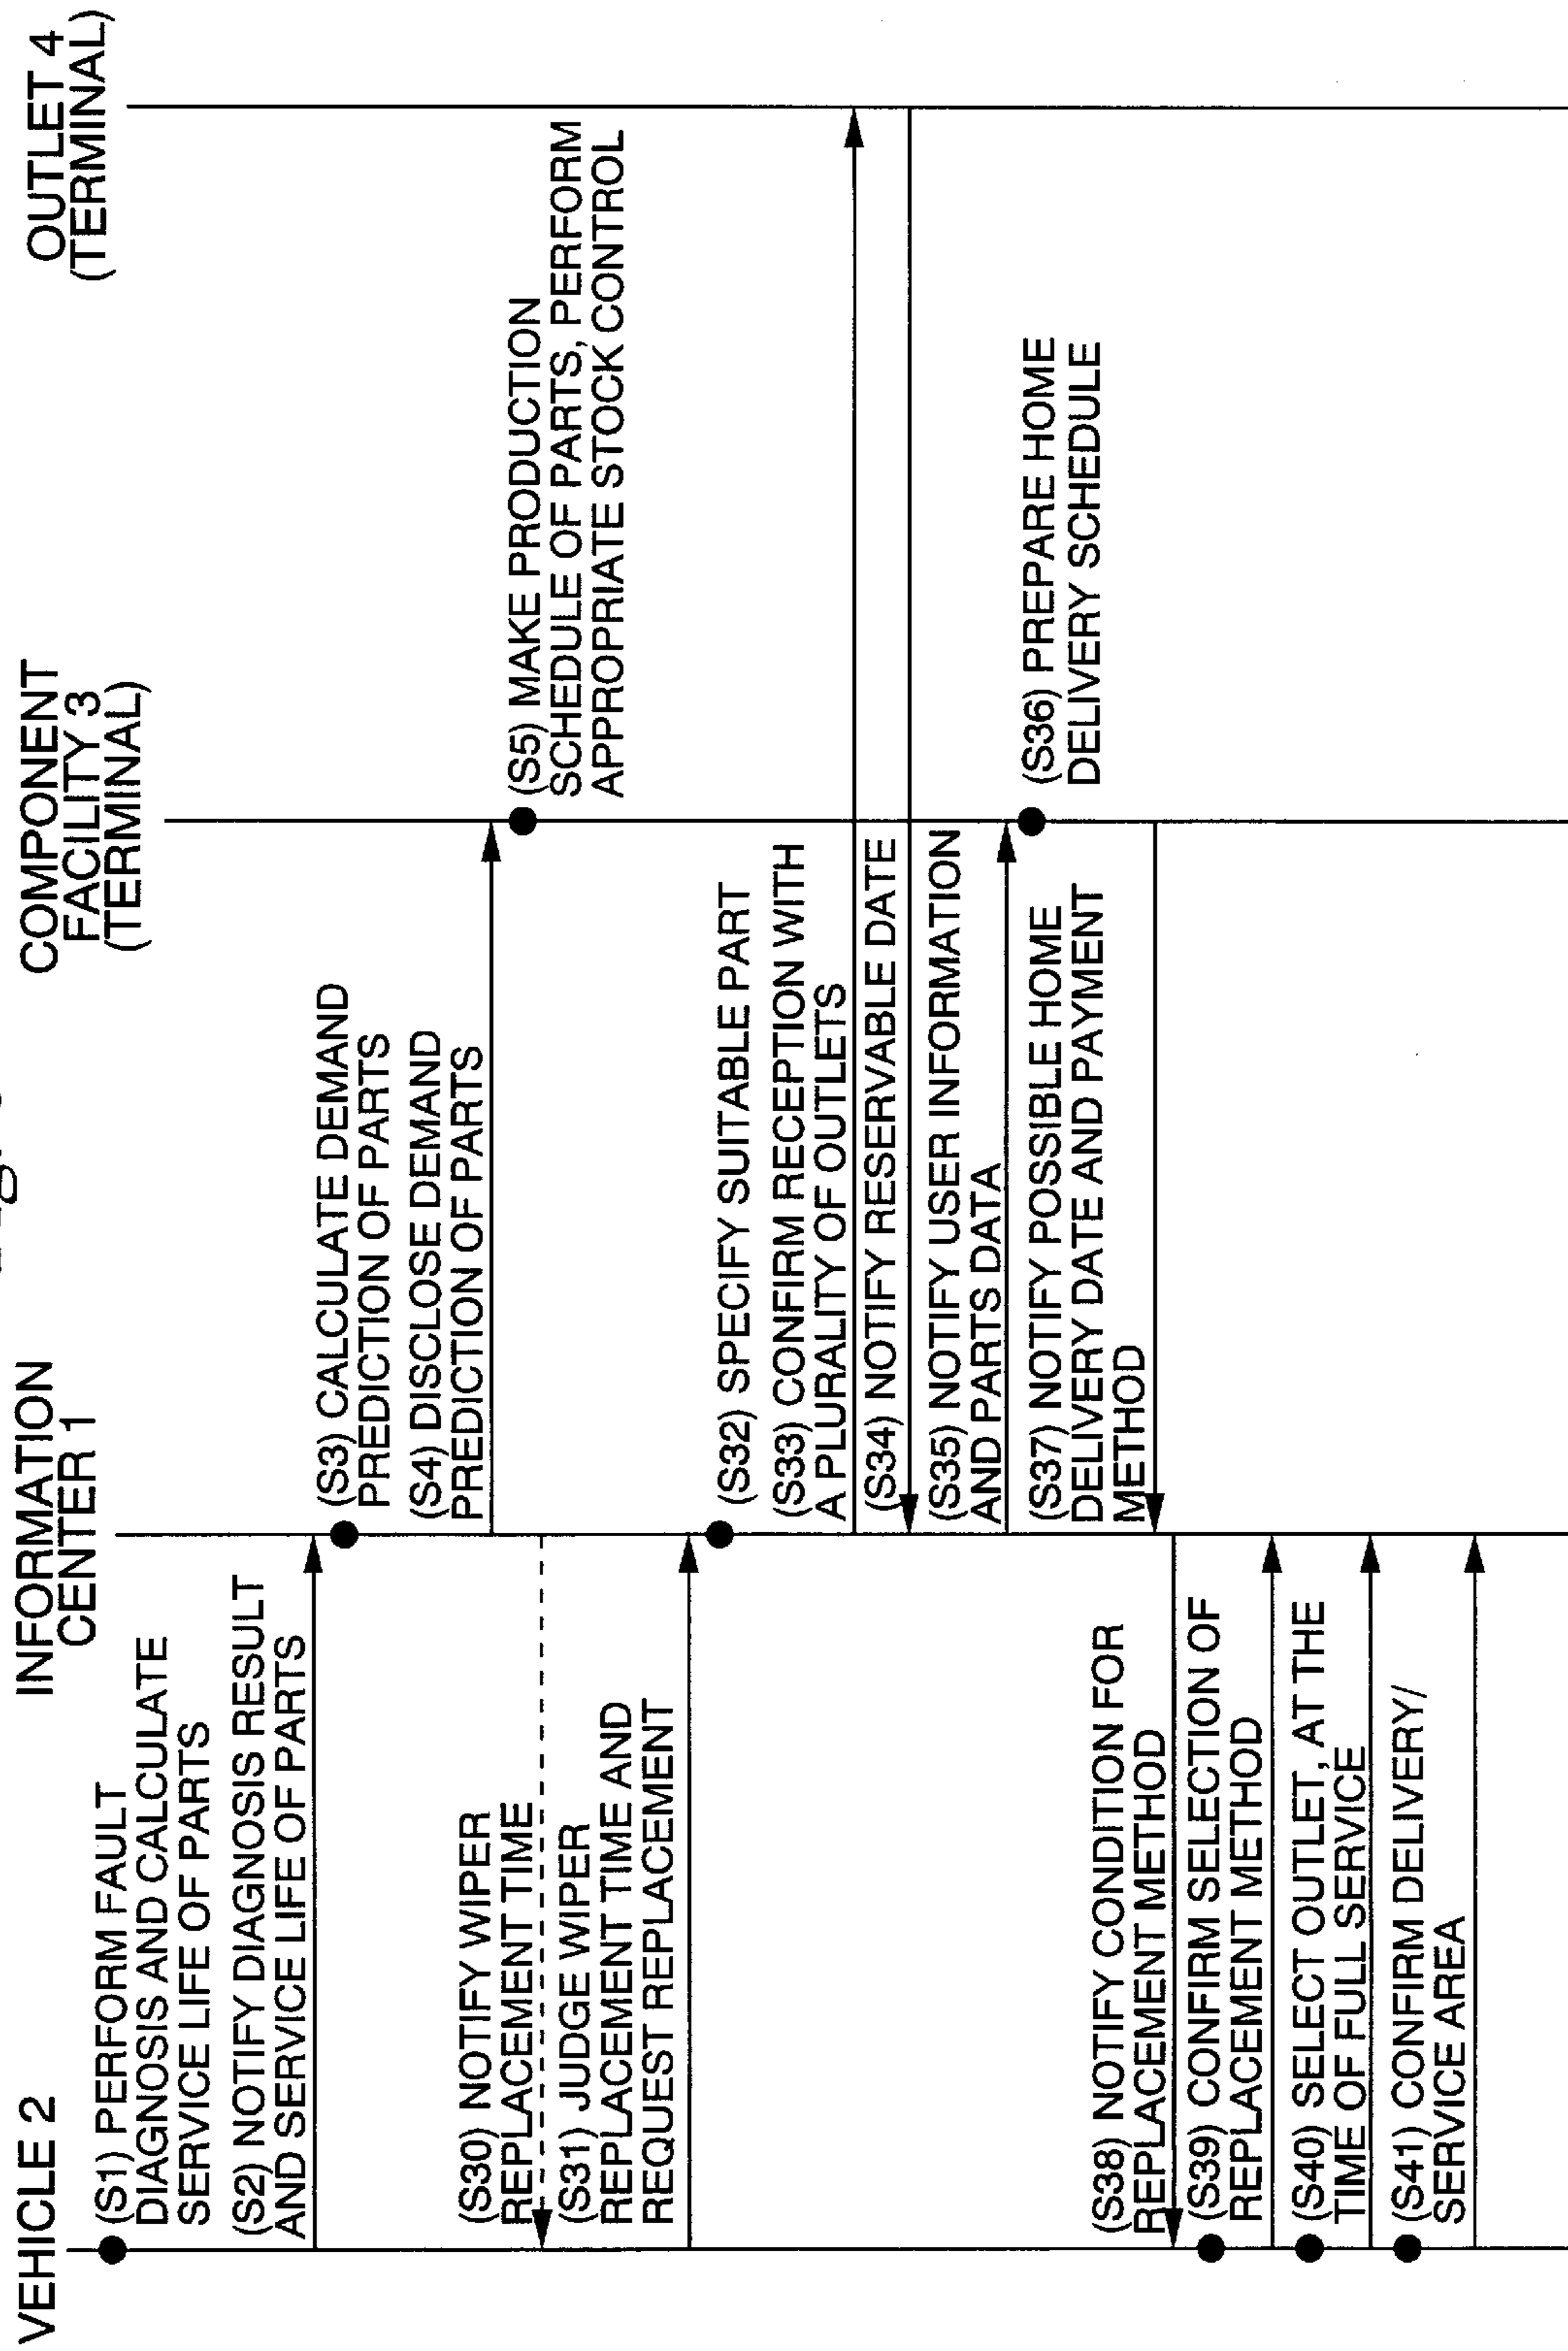 VEHICLE 2
INFORMATION
CENTER 1
COMPONENT
FACILITY 3
(TERMINAL)
OUTLET 4
(TERMINAL)
(S1) PERFORM FAULT
DIAGNOSIS AND CALCULATE
SERVICE LIFE OF PARTS
(S2) NOTIFY DIAGNOSIS RESULT
AND SERVICE LIFE OF PARTS
(S3) CALCULATE DEMAND
PREDICTION OF PARTS
(S4) DISCLOSE DEMAND
PREDICTION OF PARTS
(S5) MAKE PRODUCTION
SCHEDULE OF PARTS, PERFORM
APPROPRIATE STOCK CONTROL
(S30) NOTIFY WIPER
REPLACEMENT TIME
(S31) JUDGE WIPER
REPLACEMENT TIME AND
REQUEST REPLACEMENT
(S32) SPECIFY SUITABLE PART
(S33) CONFIRM RECEPTION WITH
A PLURALITY OF OUTLETS
(S34) NOTIFY RESERVABLE DATE
(S35) NOTIFY USER INFORMATION
AND PARTS DATA
(S36) PREPARE HOME
DELIVERY SCHEDULE
(S37) NOTIFY POSSIBLE HOME
DELIVERY DATE AND PAYMENT
METHOD
(S38) NOTIFY CONDITION FOR
REPLACEMENT METHOD
(S39) CONFIRM SELECTION OF
REPLACEMENT METHOD
(S40) SELECT OUTLET, AT THE
TIME OF FULL SERVICE
(S41) CONFIRM DELIVERY/
SERVICE AREA